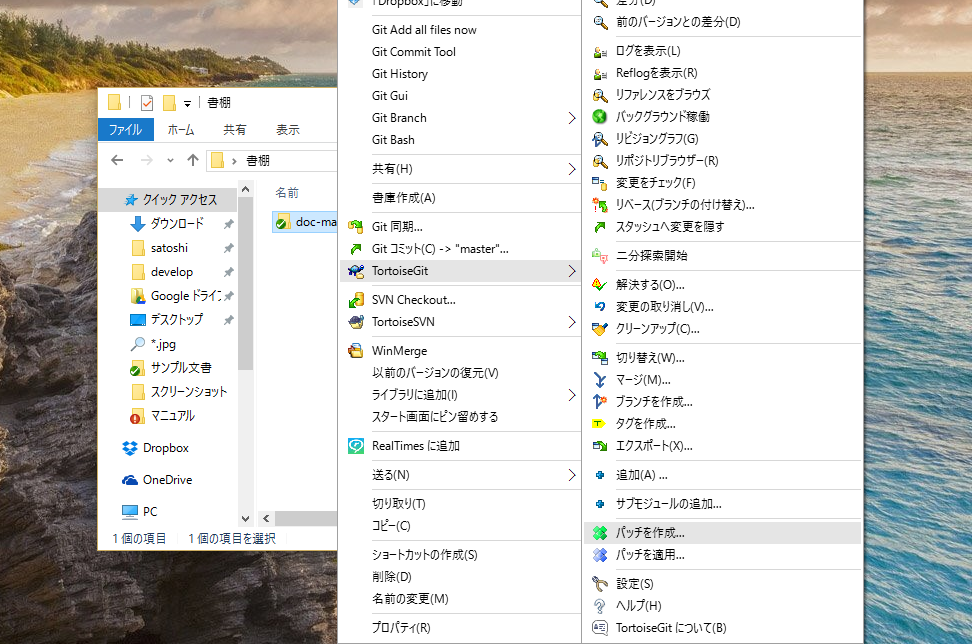 書棚
ファイル
ホーム
共有
表示
書棚
クイック アクセス
ダウンロード
satoshi
develop
Google ドライブ
デスクトップ
*.jpg
サンプル文書
スクリーンショット
マニュアル
Dropbox
OneDrive
PC
名前
doc-ma
1 個の項目
1 個の項目を選択
「Dropbox」に移動
Git Add all files now
Git Commit Tool
Git History
Git Gui
Git Branch
Git Bash
共有(H)
書庫作成(A)
Git 同期...
Git コミット(C) -> "master"...
TortoiseGit
SVN Checkout...
TortoiseSVN
WinMerge
以前のバージョンの復元(V)
ライブラリに追加(I)
スタート画面にピン留めする
RealTimes に追加
送る(N)
切り取り(T)
コピー(C)
ショートカットの作成(S)
削除(D)
名前の変更(M)
プロパティ(R)
差分(D)
前のバージョンとの差分(D)
ログを表示(L)
Reflogを表示(R)
リファレンスをブラウズ
バックグラウンド稼働
リビジョングラフ(G)
リポジトリブラウザー(R)
変更をチェック(F)
リベース(ブランチの付け替え)...
スタッシュへ変更を隠す
二分探索開始
解決する(O)...
変更の取り消し(V)...
クリーンアップ(C)...
切り替え(W)...
マージ(M)...
ブランチを作成...
タグを作成...
エクスポート(X)...
追加(A) ...
サブモジュールの追加...
パッチを作成...
パッチを適用...
設定(S)
ヘルプ(H)
TortoiseGit について(B)